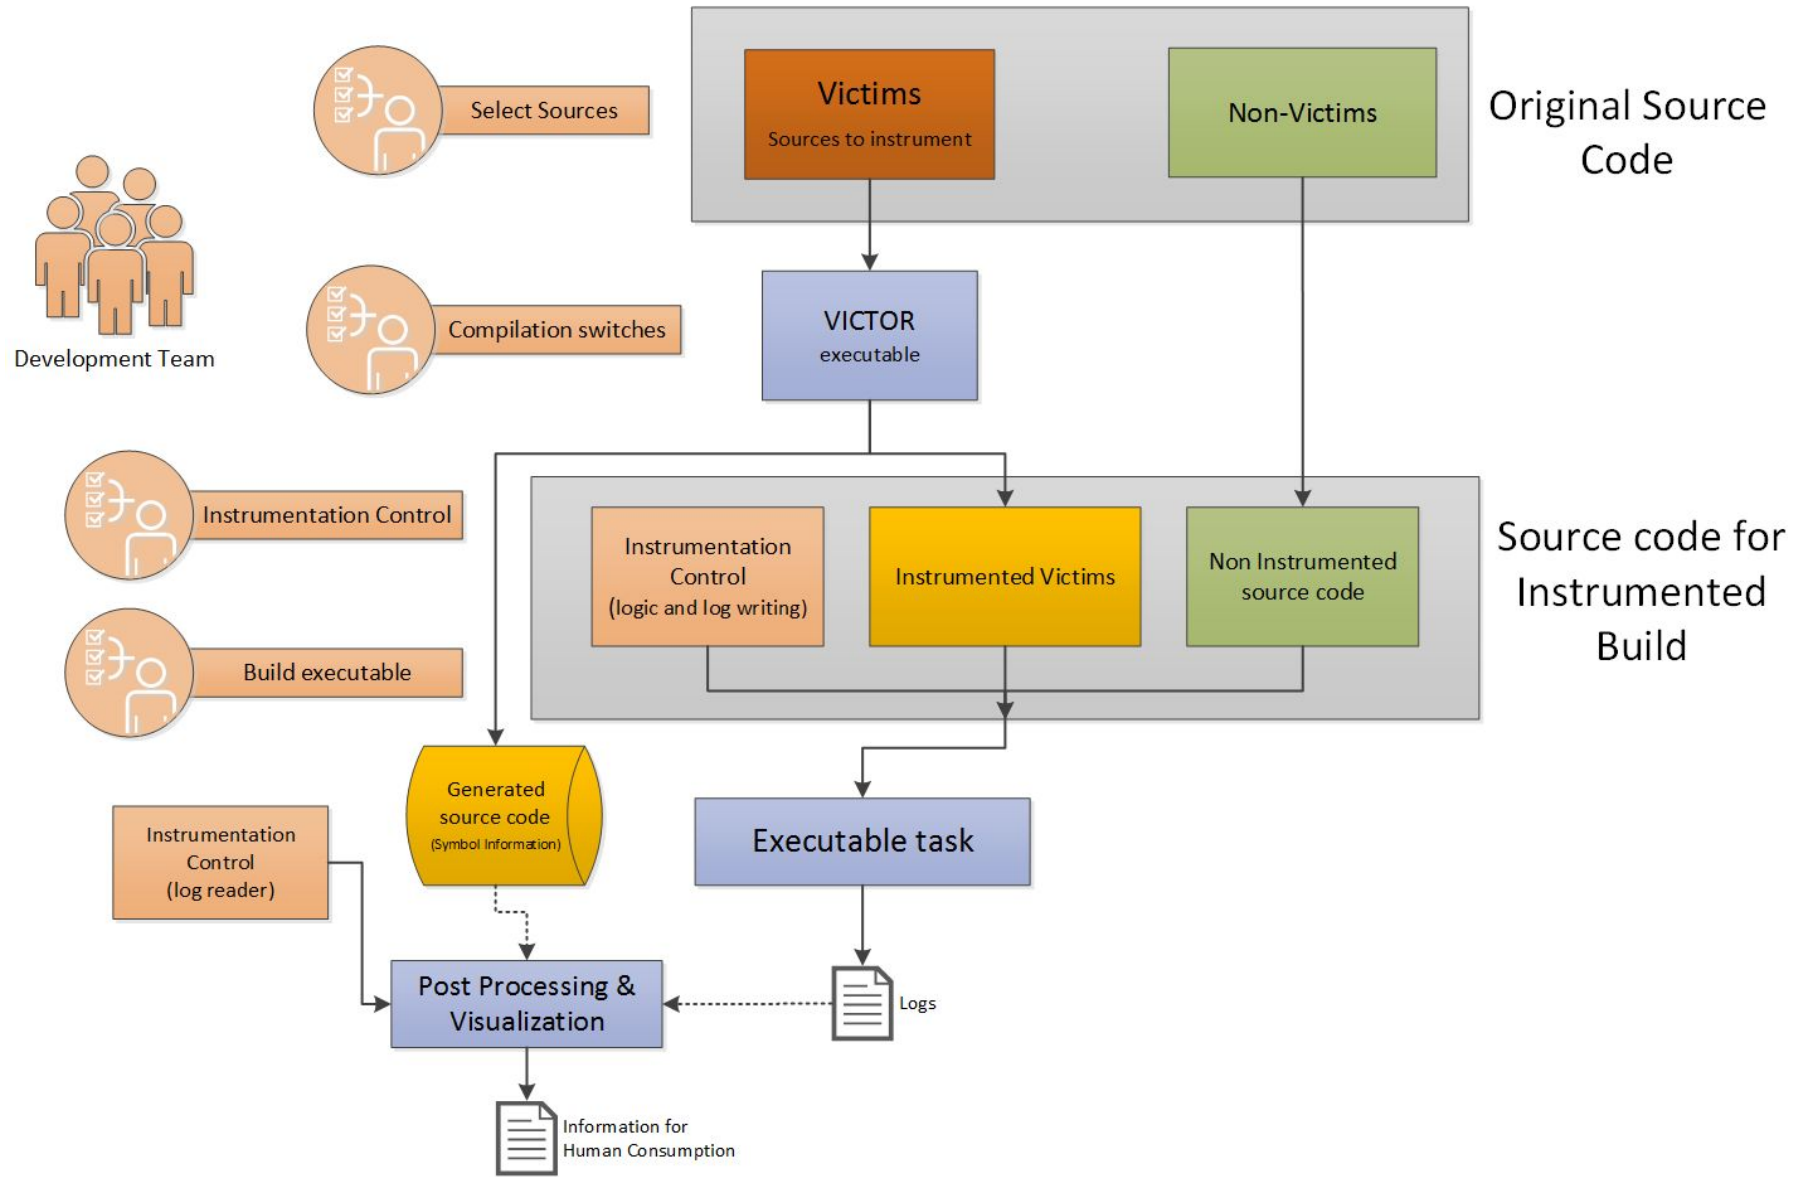 Select Sources
Victims
Sources to instrument
Non-Victims
Original Source
Code
Development Team
Compilation switches
VICTOR
executable
Instrumentation Control
Instrumentation
Control
(logic and log writing)
Instrumented Victims
Non Instrumented
source code
Source code for
Instrumented
Build
Build executable
Generated
source code
(Symbol Information)
Instrumentation
Control
(log reader)
Executable task
Post Processing &
Visualization
Logs
Information for
Human Consumption